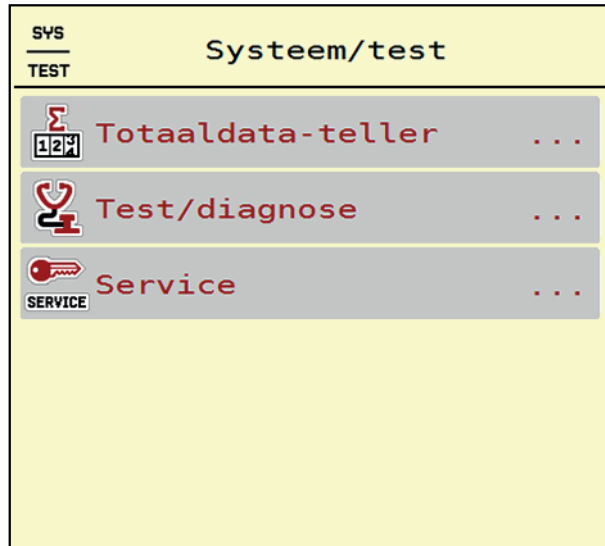 SYS
TEST
Systeem/test
Σ
123
Totaaldata-teller ...
Test/diagnose ...
SERVICE
Service ...